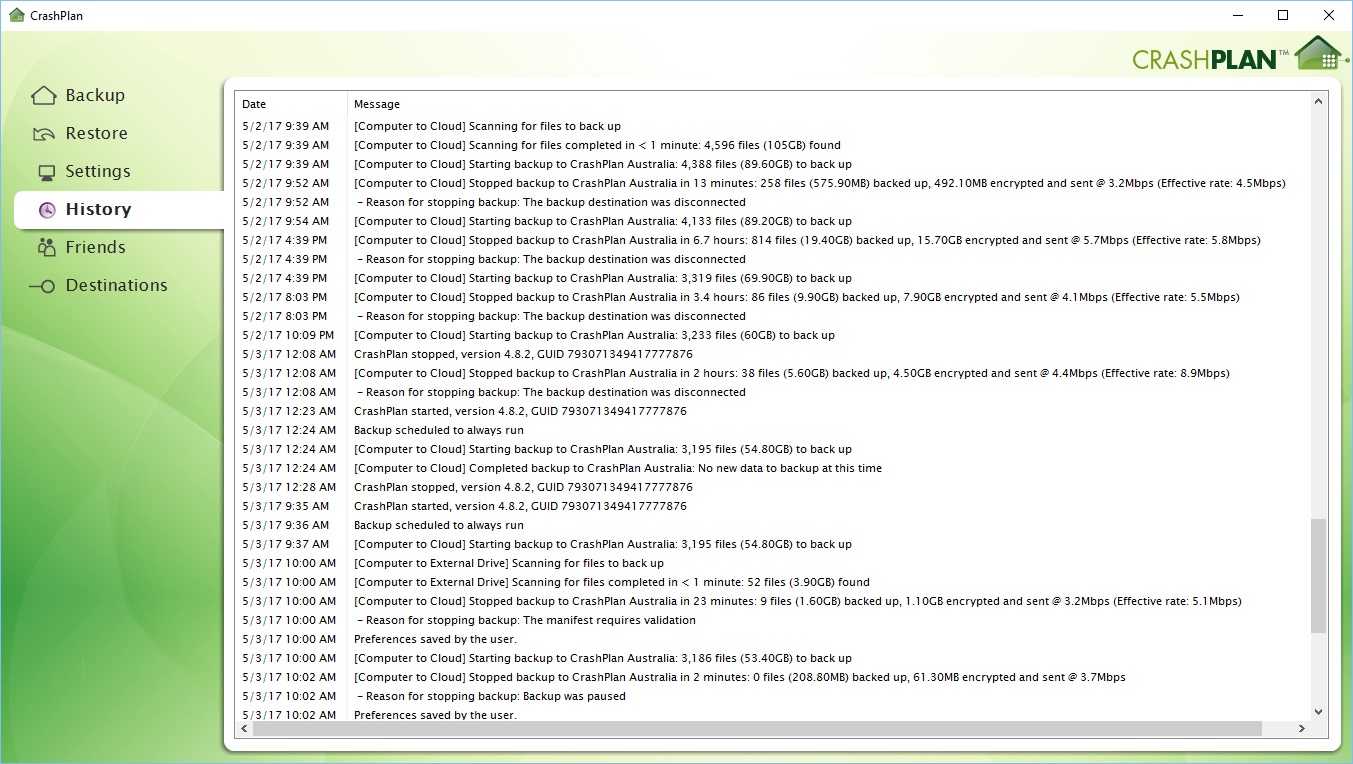 CrashPlan
CRASHPLAN™
Backup
Restore
Settings
History
Friends
Destinations
Date Message
5/2/17 9:39 AM [Computer to Cloud] Scanning for files to back up
5/2/17 9:39 AM [Computer to Cloud] Scanning for files completed in < 1 minute: 4,596 files (105GB) found
5/2/17 9:39 AM [Computer to Cloud] Starting backup to CrashPlan Australia: 4,388 files (89.60GB) to back up
5/2/17 9:52 AM [Computer to Cloud] Stopped backup to CrashPlan Australia in 13 minutes: 258 files (575.90MB) backed up, 492.10MB encrypted and sent @ 3.2Mbps (Effective rate: 4.5Mbps)
5/2/17 9:52 AM - Reason for stopping backup: The backup destination was disconnected
5/2/17 9:54 AM [Computer to Cloud] Starting backup to CrashPlan Australia: 4,133 files (89.20GB) to back up
5/2/17 4:39 PM [Computer to Cloud] Stopped backup to CrashPlan Australia in 6.7 hours: 814 files (19.40GB) backed up, 15.70GB encrypted and sent @ 5.7Mbps (Effective rate: 5.8Mbps)
5/2/17 4:39 PM - Reason for stopping backup: The backup destination was disconnected
5/2/17 4:39 PM [Computer to Cloud] Starting backup to CrashPlan Australia: 3,319 files (69.90GB) to back up
5/2/17 8:03 PM [Computer to Cloud] Stopped backup to CrashPlan Australia in 3.4 hours: 86 files (9.90GB) backed up, 7.90GB encrypted and sent @ 4.1Mbps (Effective rate: 5.5Mbps)
5/2/17 8:03 PM - Reason for stopping backup: The backup destination was disconnected
5/2/17 10:09 PM [Computer to Cloud] Starting backup to CrashPlan Australia: 3,233 files (60GB) to back up
5/3/17 12:08 AM CrashPlan stopped, version 4.8.2, GUID 793071349417777876
5/3/17 12:08 AM [Computer to Cloud] Stopped backup to CrashPlan Australia in 2 hours: 38 files (5.60GB) backed up, 4.50GB encrypted and sent @ 4.4Mbps (Effective rate: 8.9Mbps)
5/3/17 12:08 AM - Reason for stopping backup: The backup destination was disconnected
5/3/17 12:23 AM CrashPlan started, version 4.8.2, GUID 793071349417777876
5/3/17 12:24 AM Backup scheduled to always run
5/3/17 12:24 AM [Computer to Cloud] Starting backup to CrashPlan Australia: 3,195 files (54.80GB) to back up
5/3/17 12:24 AM [Computer to Cloud] Completed backup to CrashPlan Australia: No new data to backup at this time
5/3/17 12:28 AM CrashPlan stopped, version 4.8.2, GUID 793071349417777876
5/3/17 9:35 AM CrashPlan started, version 4.8.2, GUID 793071349417777876
5/3/17 9:36 AM Backup scheduled to always run
5/3/17 9:37 AM [Computer to Cloud] Starting backup to CrashPlan Australia: 3,195 files (54.80GB) to back up
5/3/17 10:00 AM [Computer to External Drive] Scanning for files to back up
5/3/17 10:00 AM [Computer to External Drive] Scanning for files completed in < 1 minute: 52 files (3.90GB) found
5/3/17 10:00 AM [Computer to Cloud] Stopped backup to CrashPlan Australia in 23 minutes: 9 files (1.60GB) backed up, 1.10GB encrypted and sent @ 3.2Mbps (Effective rate: 5.1Mbps)
5/3/17 10:00 AM - Reason for stopping backup: The manifest requires validation
5/3/17 10:00 AM Preferences saved by the user.
5/3/17 10:00 AM [Computer to Cloud] Starting backup to CrashPlan Australia: 3,186 files (53.40GB) to back up
5/3/17 10:02 AM [Computer to Cloud] Stopped backup to CrashPlan Australia in 2 minutes: 0 files (208.80MB) backed up, 61.30MB encrypted and sent @ 3.7Mbps
5/3/17 10:02 AM - Reason for stopping backup: Backup was paused
5/3/17 10:02 AM Preferences saved by the user.